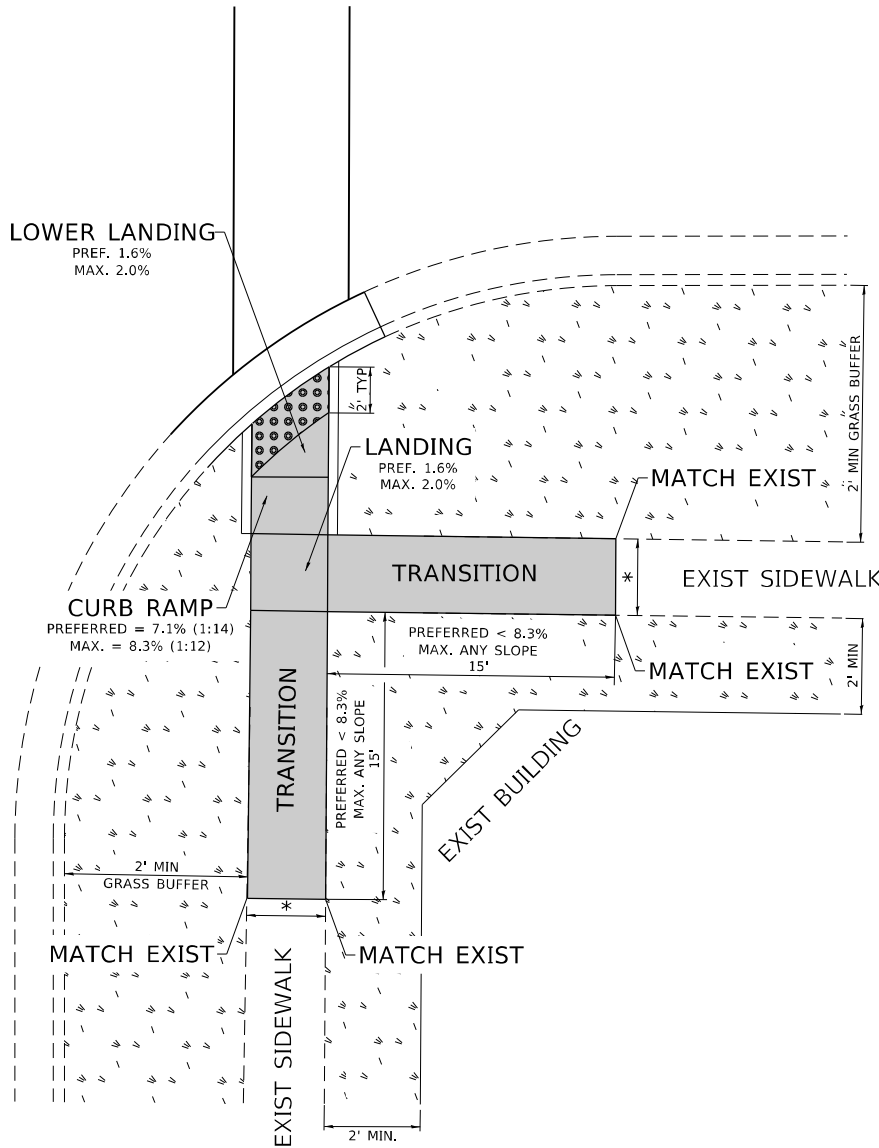 LOWER LANDING
PREF. 1.6%
MAX. 2.0%
2' TYP
LANDING
PREF. 1.6%
MAX. 2.0%
2' MIN GRASS BUFFER
MATCH EXIST
TRANSITION
*
EXIST SIDEWALK
CURB RAMP
PREFERRED = 7.1% (1:14)
MAX. = 8.3% (1:12)
PREFERRED < 8.3%
MAX. ANY SLOPE
15'
MATCH EXIST
2' MIN
TRANSITION
PREFERRED < 8.3%
MAX. ANY SLOPE
15'
EXIST BUILDING
2' MIN
GRASS BUFFER
*
MATCH EXIST
MATCH EXIST
EXIST SIDEWALK
2' MIN.